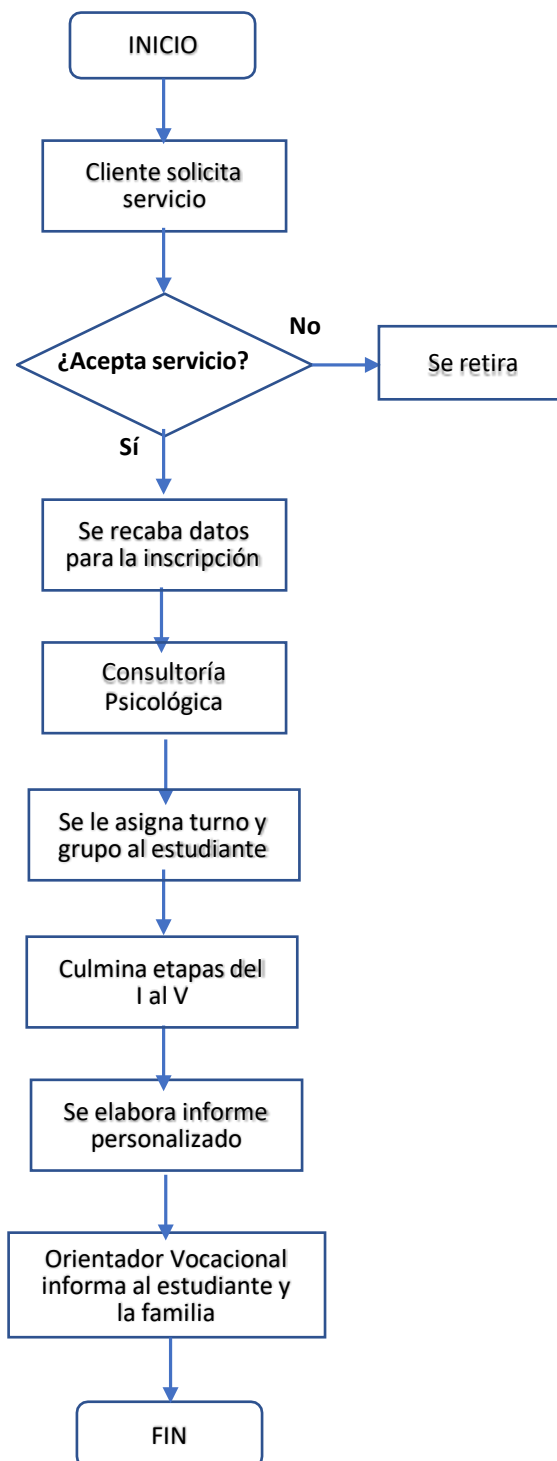 INICIO
Cliente solicita
servicio
¿Acepta servicio?
No
Se retira
Sí
Se recaba datos
para la inscripción
Consultoría
Psicológica
Se le asigna turno y
grupo al estudiante
Culmina etapas del
I al V
Se elabora informe
personalizado
Orientador Vocacional
informa al estudiante y
la familia
FIN